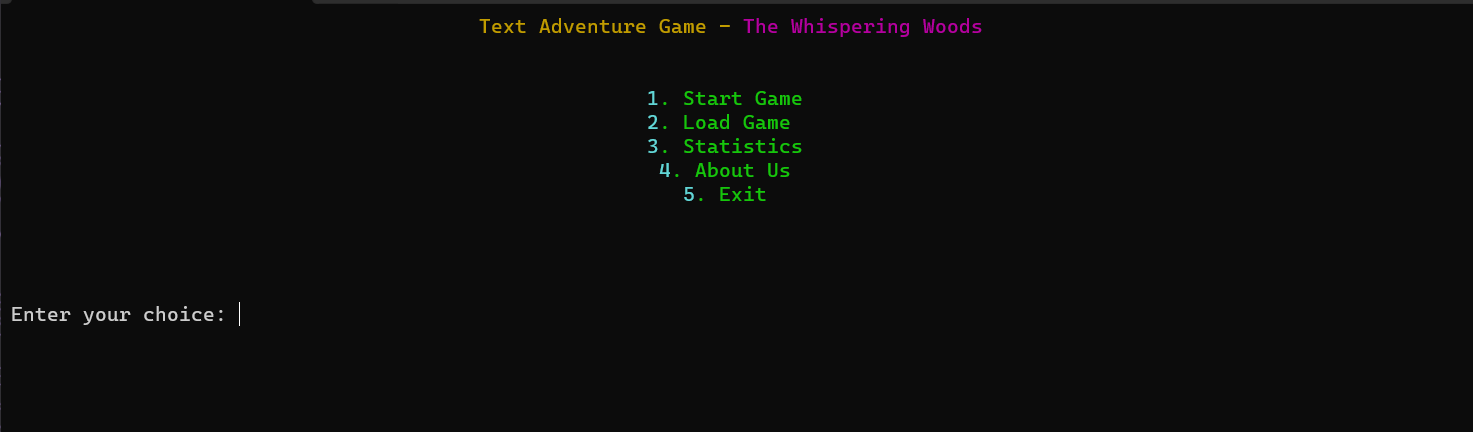 Text Adventure Game - The Whispering Woods
1. Start Game
2. Load Game
3. Statistics
4. About Us
5. Exit
Enter your choice: